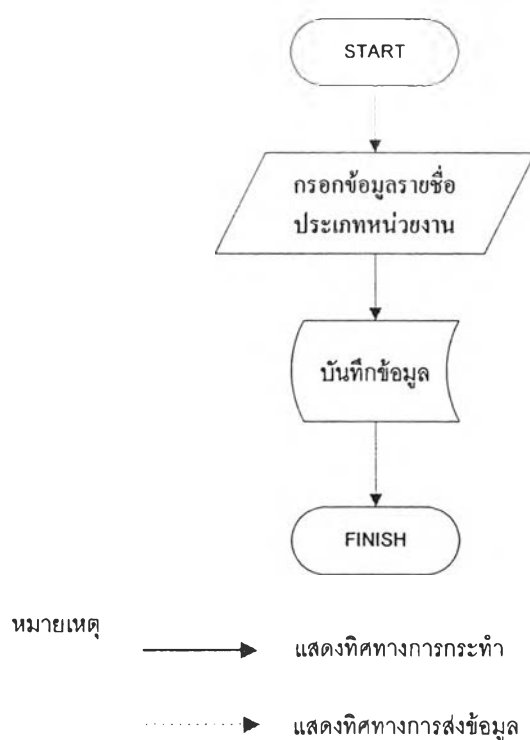 START
กรอกข้อมูลรายชื่อ
ประเภทหน่วยงาน
บันทึกข้อมูล
FINISH
หมายเหตุ
แสดงทิศทางการกระทำ
แสดงทิศทางการส่งข้อมูล